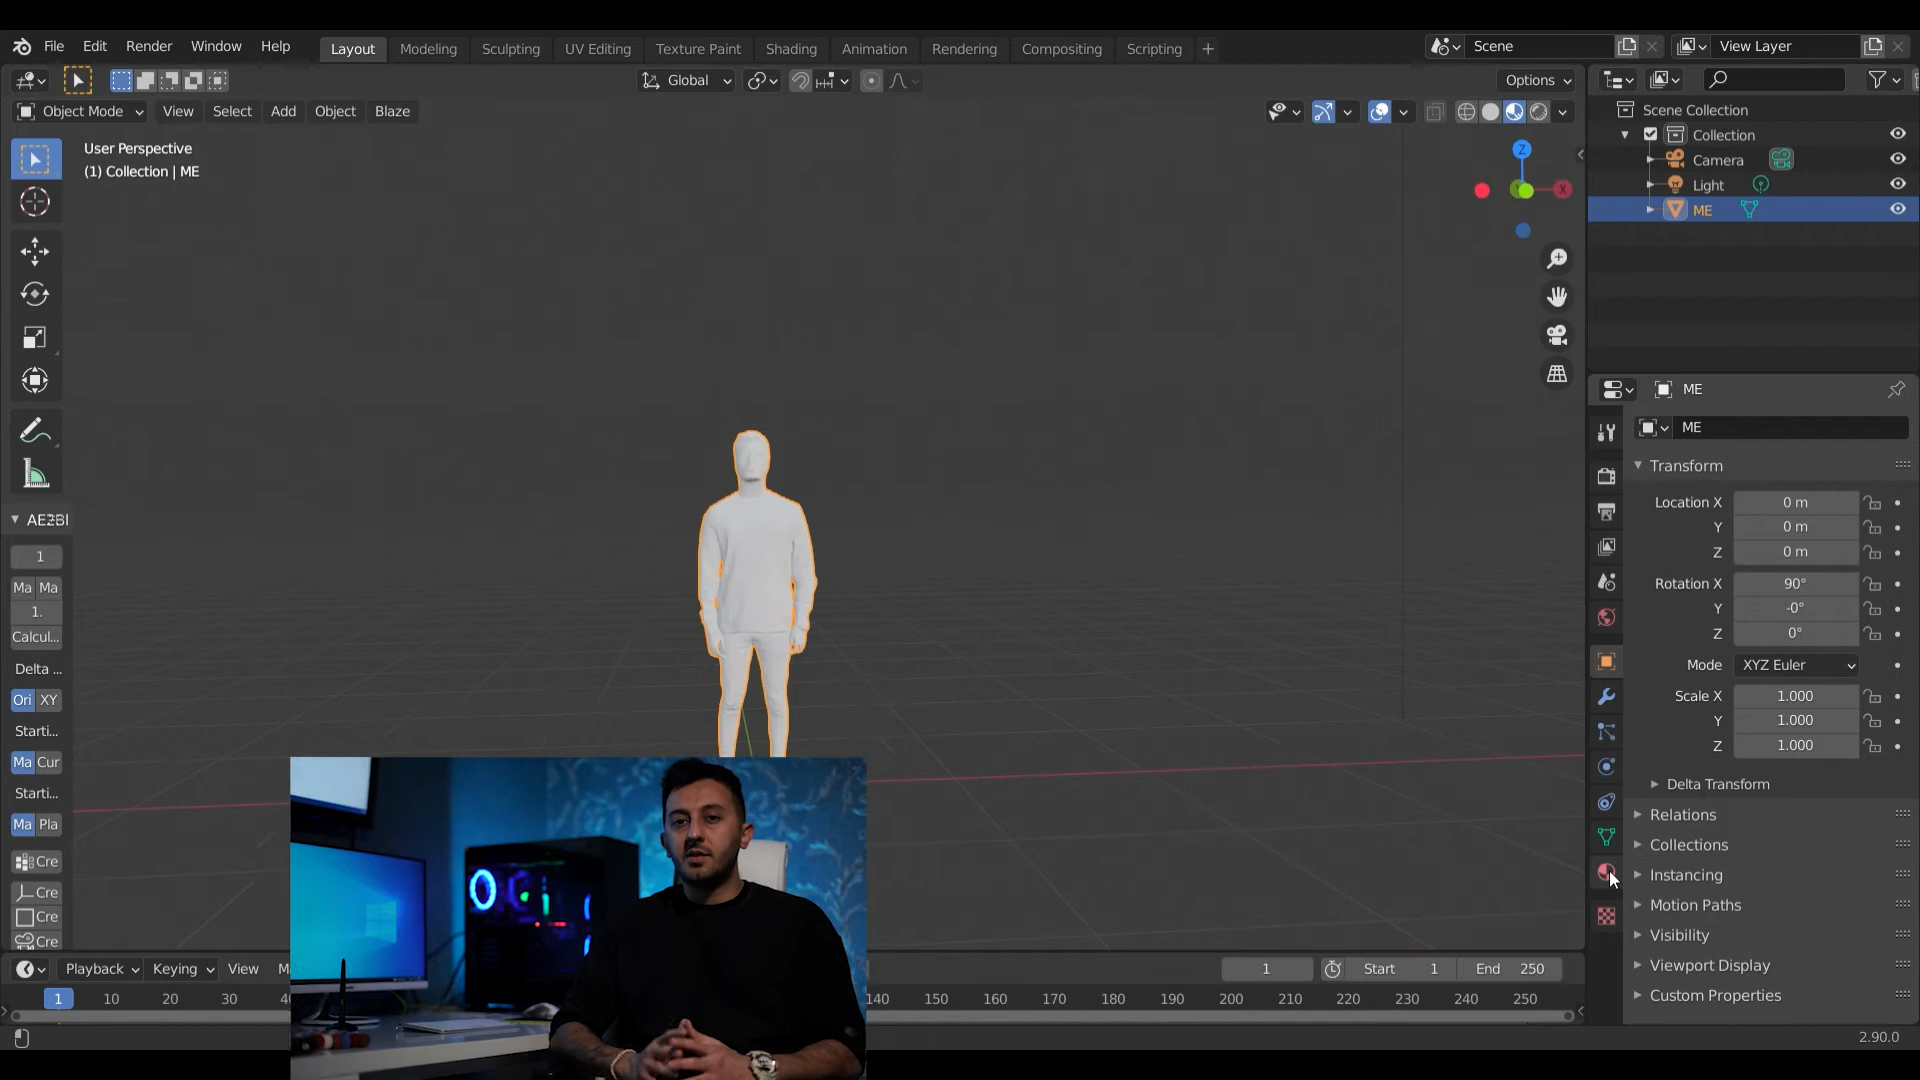 File Edit Render Window Help Layout Modeling Sculpting UV Editing Texture Paint Shading Animation Rendering Compositing Scripting + Scene View Layer
Global Options
Object Mode View Select Add Object Blaze
User Perspective
(1) Collection | ME
Z
X
Scene Collection
Collection
Camera
Light
ME
ME
ME
Transform
Location X 0 m
Y 0 m
Z 0 m
Rotation X 90°
Y -0°
Z 0°
Mode XYZ Euler
Scale X 1.000
Y 1.000
Z 1.000
Delta Transform
Relations
Collections
Instancing
Motion Paths
Visibility
Viewport Display
Custom Properties
AE2Bl
1
Ma Ma
1.
Calcul...
Delta ...
Ori XY
Starti...
Ma Cur
Starti...
Ma Pla
Cre
Cre
Cre
Cre
Playback Keying View 1 Start 1 End 250
1 10 20 30 140 150 160 170 180 190 200 210 220 230 240 250
2.90.0